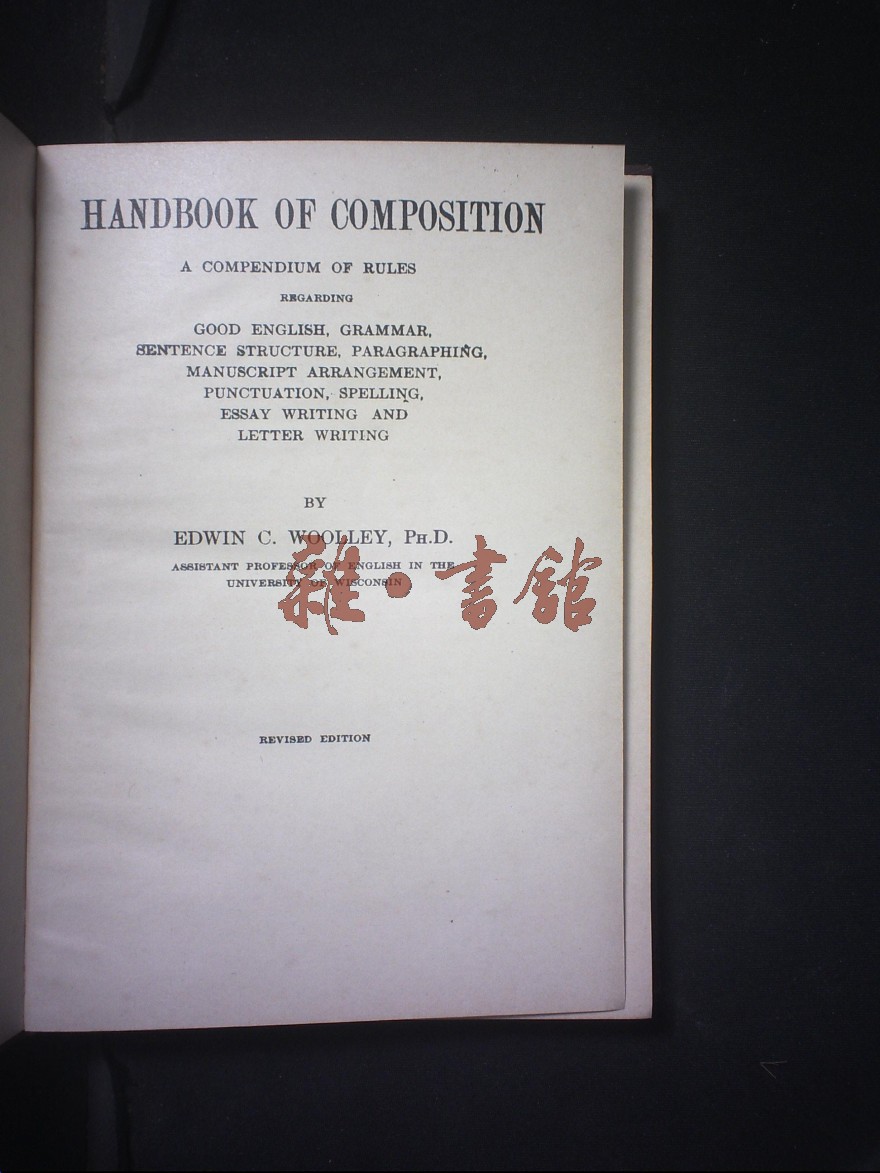 HANDBOOK OF COMPOSITION
A COMPENDIUM OF RULES
REGARDING
GOOD ENGLISH, GRAMMAR,
SENTENCE STRUCTURE, PARAGRAPHING,
MANUSCRIPT ARRANGEMENT,
PUNCTUATION, SPELLING,
ESSAY WRITING AND
LETTER WRITING
BY
EDWIN C. WOOLLEY, PH.D.
ASSISTANT PROFESSOR OF ENGLISH IN THE
UNIVERSITY OF WISCONSIN
雜·書館
REVISED EDITION